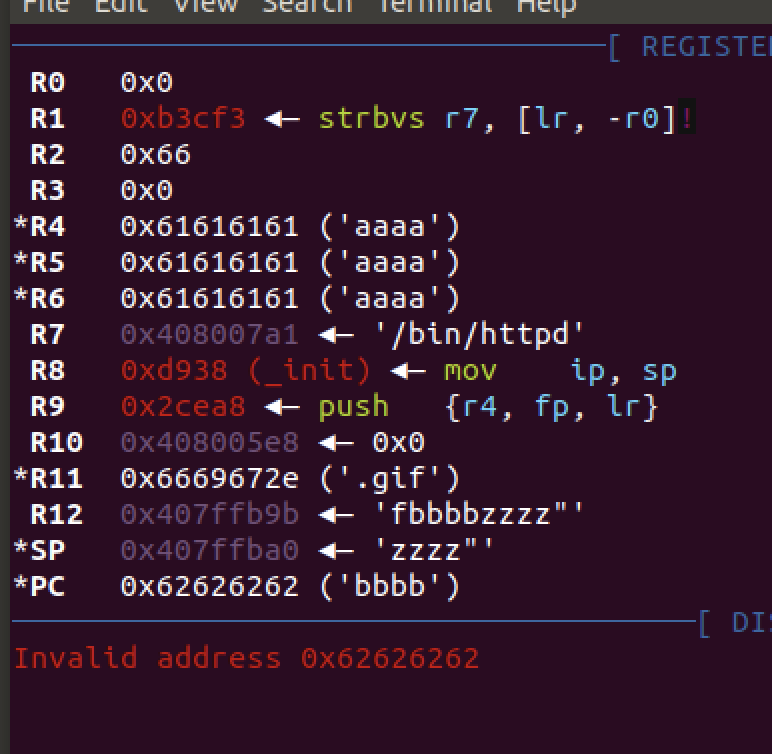 File Edit View Search Terminal Help
[ REGISTE
R0 0x0
R1 0xb3cf3 ◂— strbvs r7, [lr, -r0]!
R2 0x66
R3 0x0
*R4 0x61616161 ('aaaa')
*R5 0x61616161 ('aaaa')
*R6 0x61616161 ('aaaa')
R7 0x408007a1 ◂— '/bin/httpd'
R8 0xd938 (_init) ◂— mov ip, sp
R9 0x2cea8 ◂— push {r4, fp, lr}
R10 0x408005e8 ◂— 0x0
*R11 0x6669672e ('.gif')
R12 0x407ffb9b ◂— 'fbbbbzzzz"'
*SP 0x407ffba0 ◂— 'zzzz"'
*PC 0x62626262 ('bbbb')
[ DI
Invalid address 0x62626262